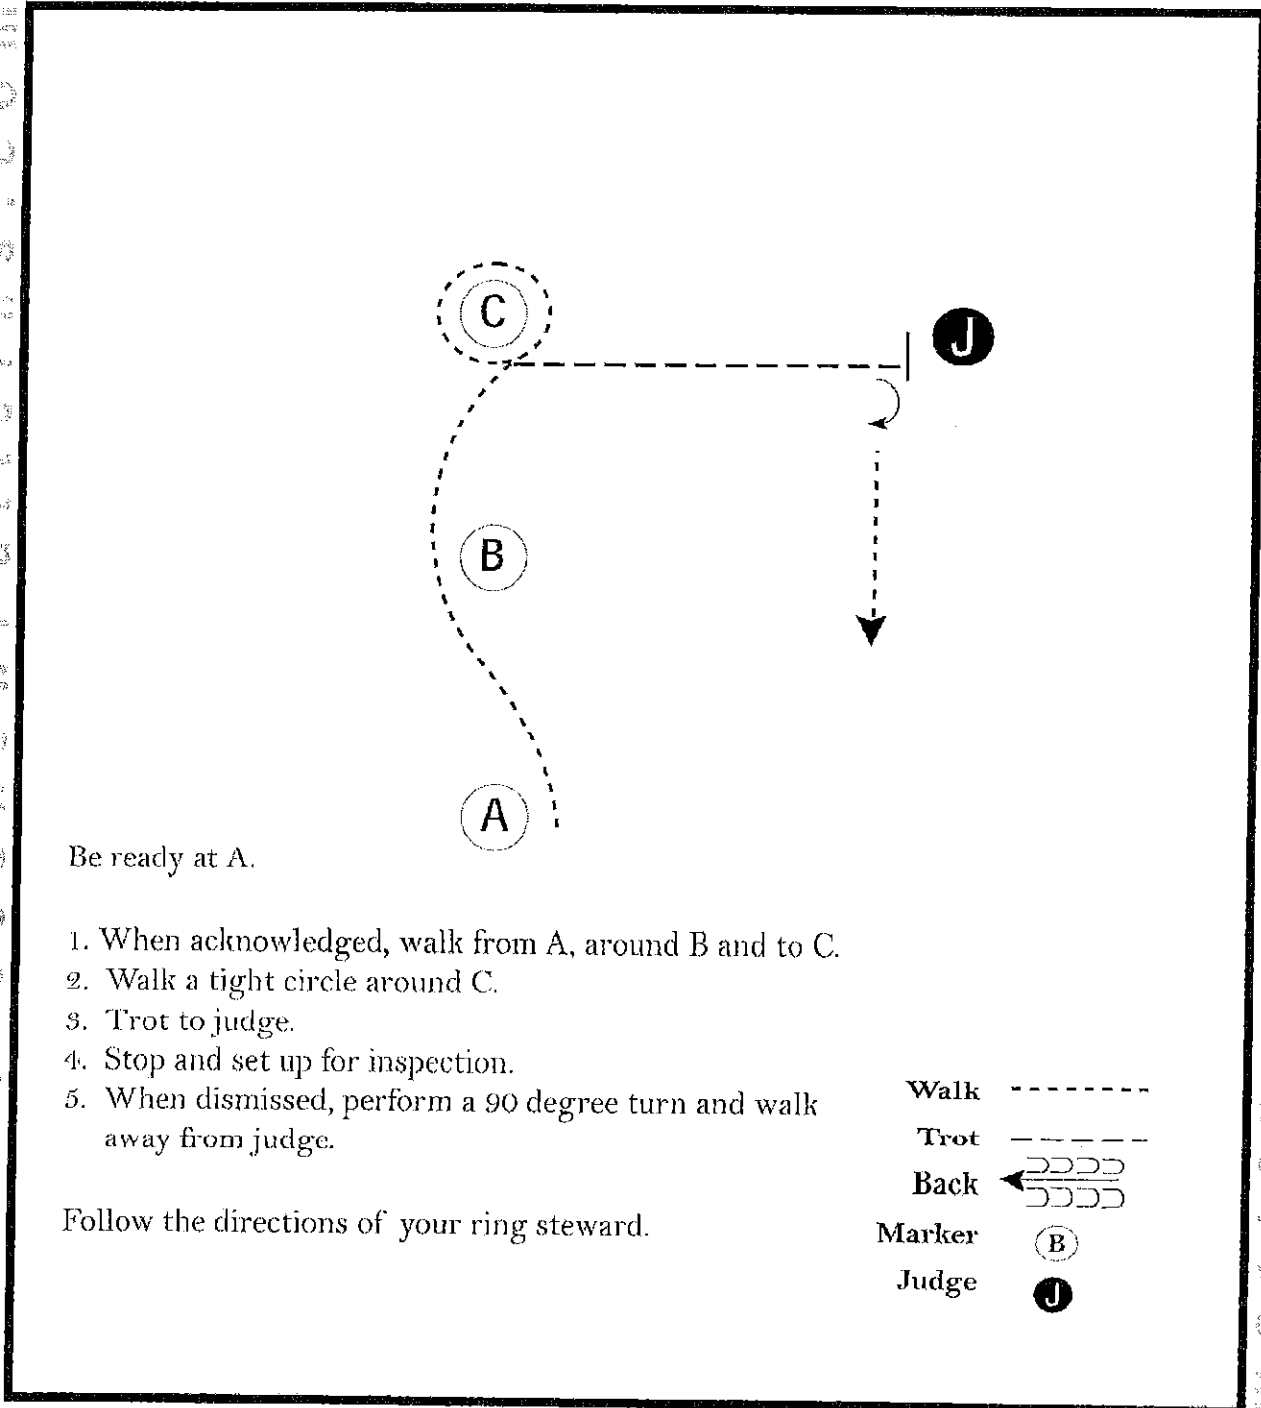 C
J
B
A
Be ready at A.
1. When acknowledged, walk from A, around B and to C.
2. Walk a tight circle around C.
3. Trot to judge.
4. Stop and set up for inspection.
5. When dismissed, perform a 90 degree turn and walk
away from judge.
Follow the directions of your ring steward.
Walk
Trot
Back
Marker B
Judge J